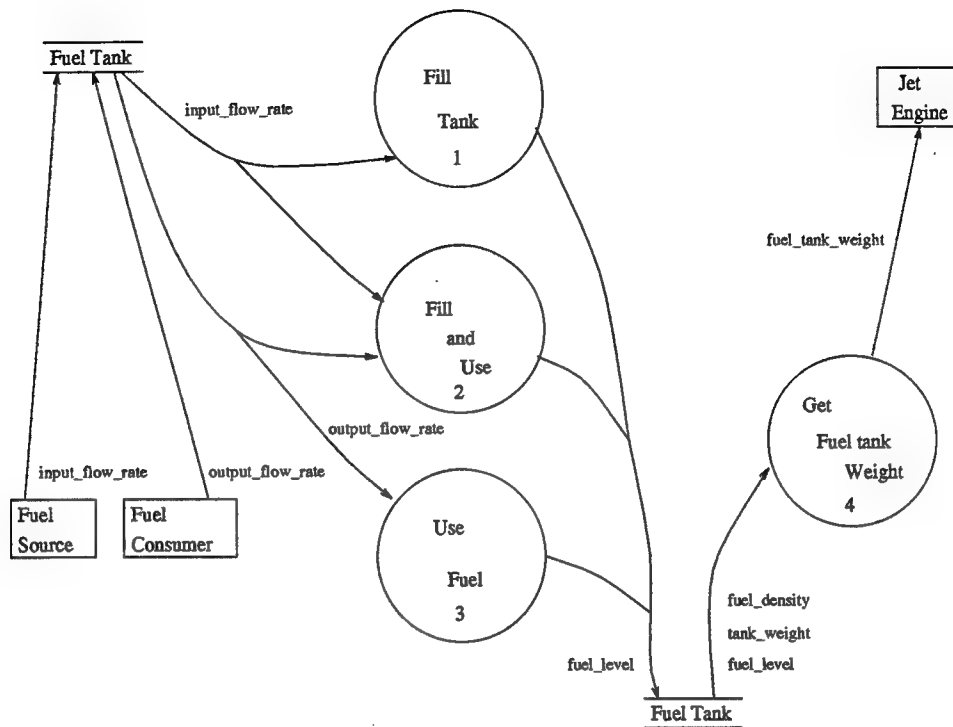 Fuel Tank
input_flow_rate
Fill
Tank
1
Jet
Engine
fuel_tank_weight
Fill
and
Use
2
output_flow_rate
Get
Fuel tank
Weight
4
input_flow_rate
output_flow_rate
Fuel
Source
Fuel
Consumer
Use
Fuel
3
fuel_density
tank_weight
fuel_level
fuel_level
Fuel Tank